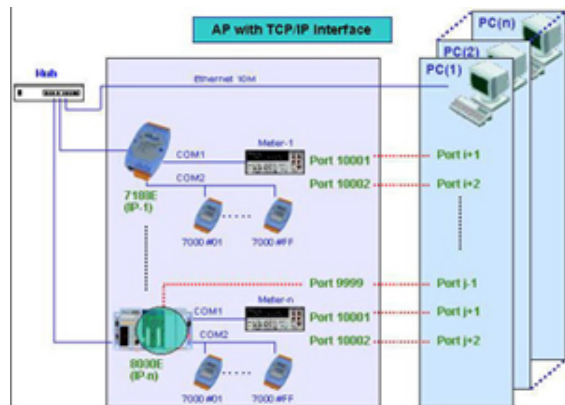 AP with TCP/IP Interface
PC(n)
PC(2)
PC(1)
Hub
Ethernet 10M
COM1
Meter-1
Port 10001
Port i+1
COM2
Port 10002
Port i+2
7188E
(IP-1)
7000 #01
7000 #FF
Port 9999
Port j-1
COM1
Meter-n
Port 10001
Port j+1
COM2
Port 10002
Port j+2
8000E
(IP-n)
7000 #01
7000 #FF